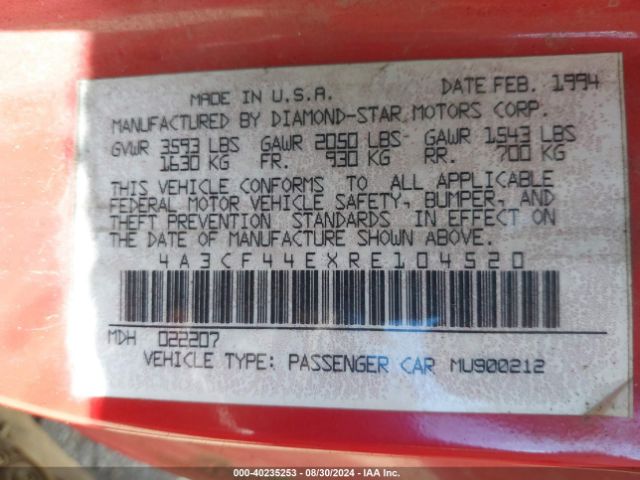 MADE IN U.S.A. DATE FEB. 1994
MANUFACTURED BY DIAMOND-STAR MOTORS CORP.
GVWR 3593 LBS GAWR 2050 LBS GAWR 1543 LBS
1630 KG FR. 930 KG RR. 700 KG
THIS VEHICLE CONFORMS TO ALL APPLICABLE
FEDERAL MOTOR VEHICLE SAFETY, BUMPER, AND
THEFT PREVENTION STANDARDS IN EFFECT ON
THE DATE OF MANUFACTURE SHOWN ABOVE.
4A3CF44EXRE104520
MDH 022207
VEHICLE TYPE: PASSENGER CAR MU900212
000-40235253 - 08/30/2024 - IAA Inc.